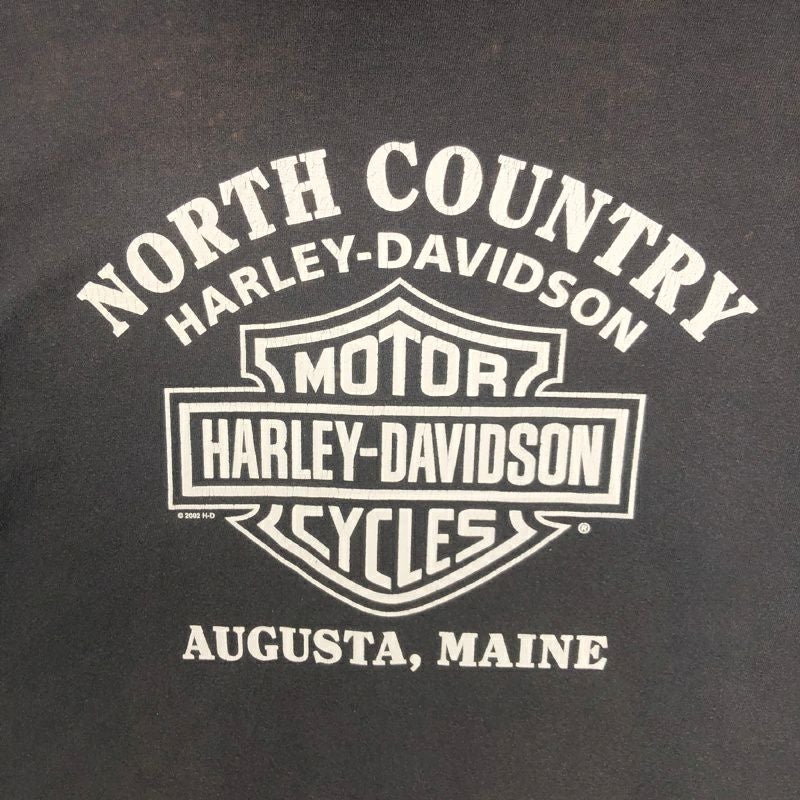 NORTH COUNTRY
HARLEY-DAVIDSON
MOTOR
HARLEY-DAVIDSON
CYCLES
© 2002 H-D
®
AUGUSTA, MAINE